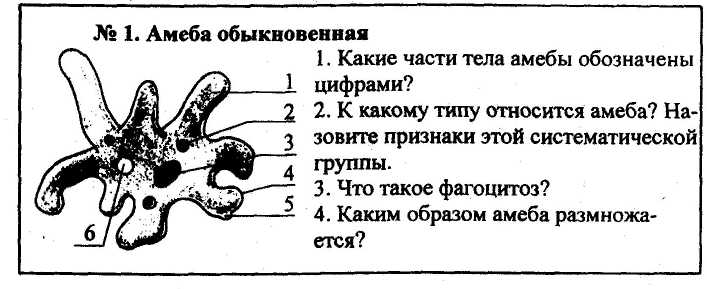 № 1. Амеба обыкновенная
1. Какие части тела амебы обозначены
цифрами?
2. К какому типу относится амеба? На-
зовите признаки этой систематической
группы.
3. Что такое фагоцитоз?
4. Каким образом амеба размножа-
ется?
1
2
3
4
5
6